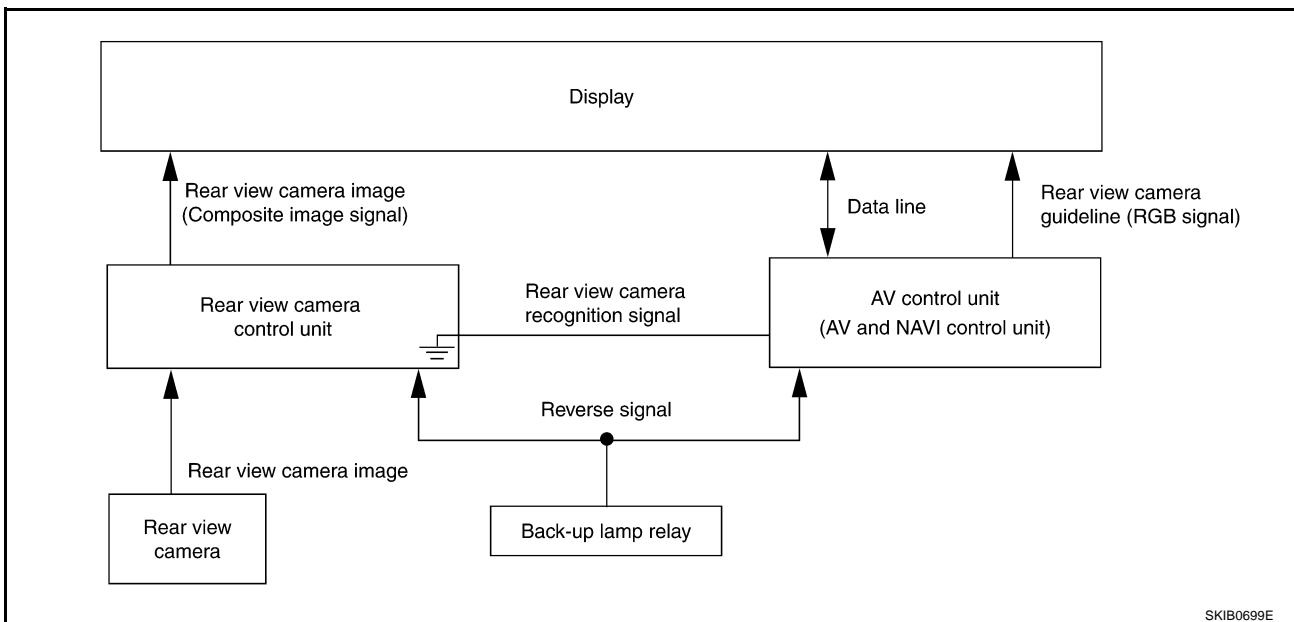 Display
Rear view camera image
(Composite image signal)
Data line
Rear view camera
guideline (RGB signal)
Rear view camera
control unit
Rear view camera
recognition signal
AV control unit
(AV and NAVI control unit)
Reverse signal
Rear view camera image
Rear view
camera
Back-up lamp relay
SKIB0699E